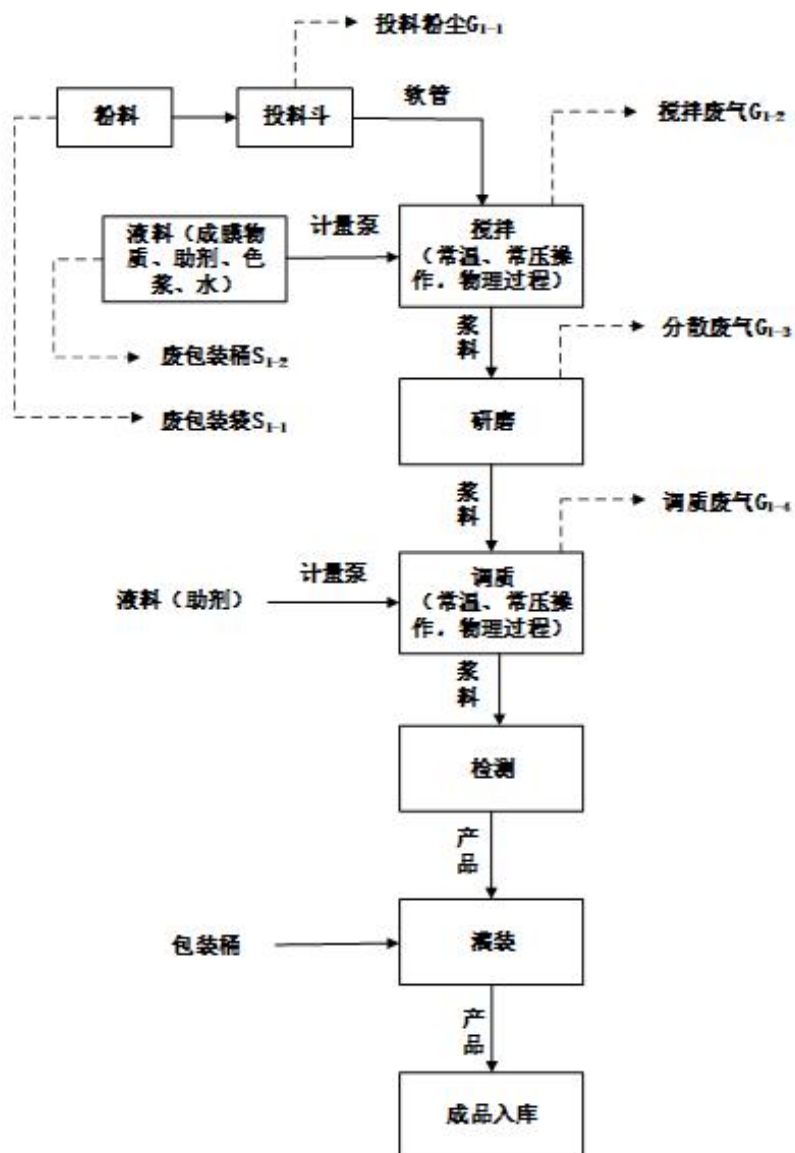 投料粉尘G₁₋₁
粉料
投料斗
软管
搅拌废气G₁₋₂
液料（成膜物
质、助剂、色
浆、水）
计量泵
搅拌
（常温、常压操
作，物理过程）
废包装桶S₁₋₂
废包装袋S₁₋₁
浆料
分散废气G₁₋₃
研磨
浆料
调质废气G₁₋₄
液料（助剂）
计量泵
调质
（常温、常压操
作，物理过程）
浆料
检测
产品
包装桶
灌装
产品
成品入库